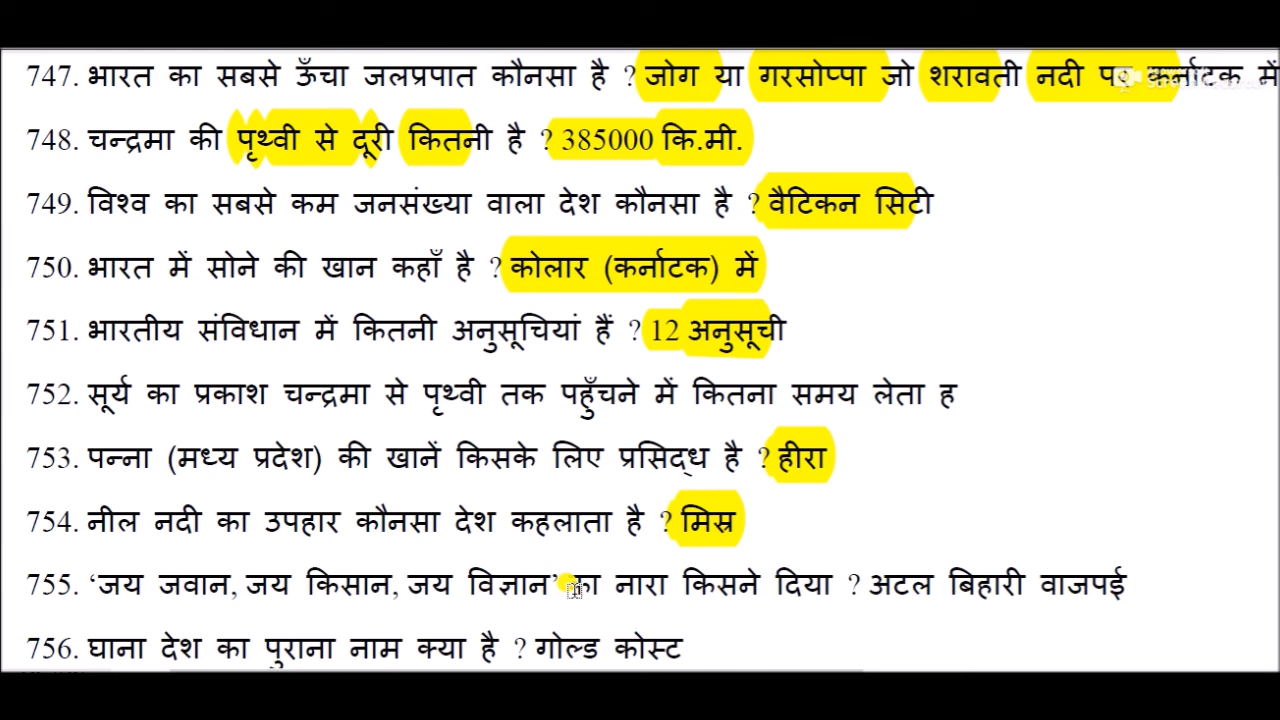 747. भारत का सबसे ऊँचा जलप्रपात कौनसा है ? जोग या गरसोप्पा जो शरावती नदी पर कर्नाटक में
748. चन्द्रमा की पृथ्वी से दूरी कितनी है ? 385000 कि.मी.
749. विश्व का सबसे कम जनसंख्या वाला देश कौनसा है ? वैटिकन सिटी
750. भारत में सोने की खान कहाँ है ? कोलार (कर्नाटक) में
751. भारतीय संविधान में कितनी अनुसूचियां हैं ? 12 अनुसूची
752. सूर्य का प्रकाश चन्द्रमा से पृथ्वी तक पहुँचने में कितना समय लेता ह
753. पन्ना (मध्य प्रदेश) की खानें किसके लिए प्रसिद्ध है ? हीरा
754. नील नदी का उपहार कौनसा देश कहलाता है ? मिस्र
755. ‘जय जवान, जय किसान, जय विज्ञान’ का नारा किसने दिया ? अटल बिहारी वाजपई
756. घाना देश का पुराना नाम क्या है ? गोल्ड कोस्ट